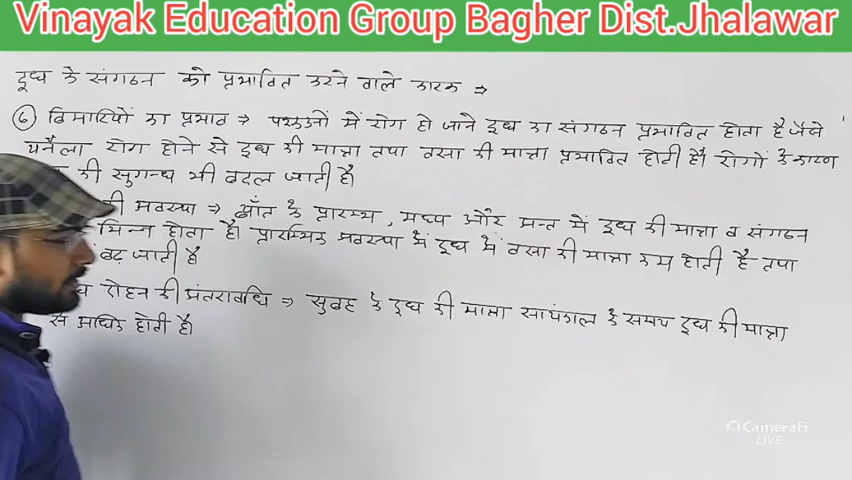 Vinayak Education Group Bagher Dist.Jhalawar
दूध के संगठन को प्रभावित करने वाले कारक ⇒
⑥ बिमारियों का प्रभाव ⇒ पशुओं में रोग हो जाने दूध का संगठन प्रभावित होता है जैसे
थनैला रोग होने से दूध की मात्रा तथा वसा की मात्रा प्रभावित होती है। रोगों के कारण
की सुगन्ध भी बदल जाती है।
की अवस्था ⇒ ब्याँत के प्रारम्भ, मध्य और अन्त में दूध की मात्रा व संगठन
भिन्न होता है। प्रारम्भिक अवस्था में दूध में वसा की मात्रा कम होती है तथा
बढ़ जाती है
दोहन की अंतरावधि ⇒ सुबह के दूध की मात्रा सायंकाल के समय दूध की मात्रा
से अधिक होती है।
CameraFi
LIVE